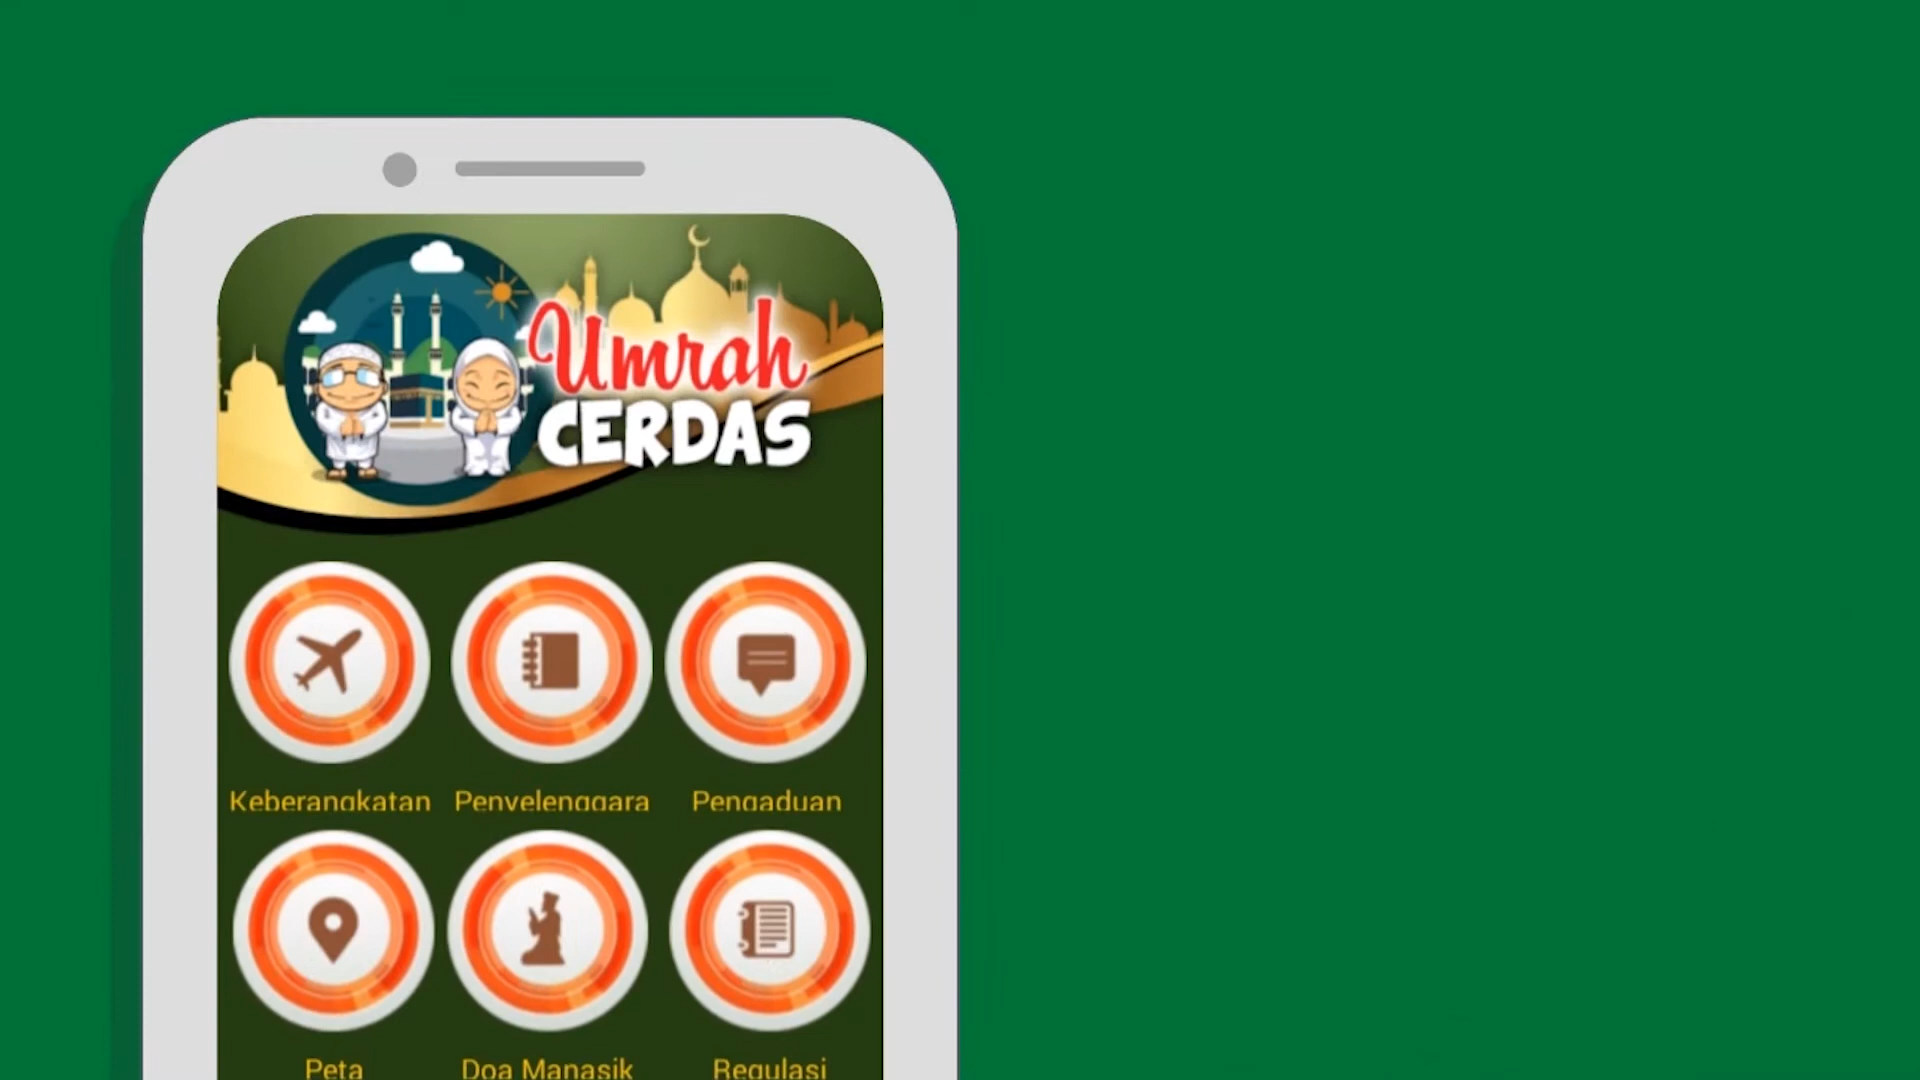 Umrah
CERDAS
Keberangkatan Penyelenggara Pengaduan
Peta Doa Manasik Regulasi